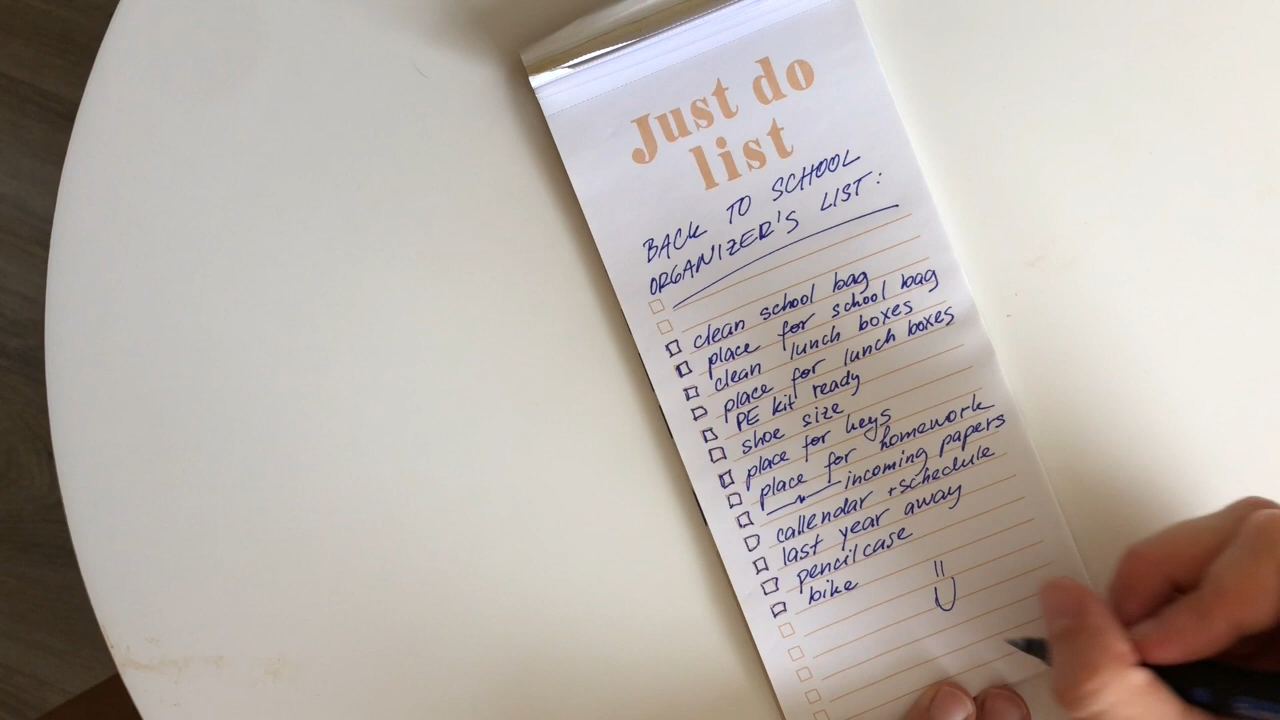 Just do
list
BACK TO SCHOOL
ORGANIZER'S LIST:
clean school bag
place for school bag
clean lunch boxes
place for lunch boxes
PE kit ready
shoe size
place for keys
place for homework
—"— incoming papers
callendar + schedule
last year away
pencilcase
bike